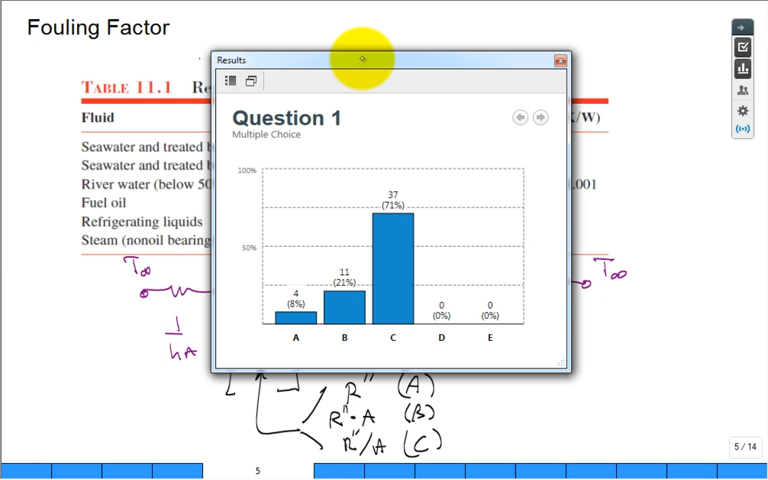 Fouling Factor
Results
TABLE 11.1 Re
Question 1
Multiple Choice
Fluid
K/W)
Seawater and treated b
Seawater and treated b
River water (below 50
.001
Fuel oil
Refrigerating liquids
Steam (nonoil bearing
100%
50%
4
(8%)
11
(21%)
37
(71%)
0
(0%)
0
(0%)
A B C D E
T∞
T∞
1
hA
R" (A)
R"·A (B)
R"/A (C)
5 / 14
5